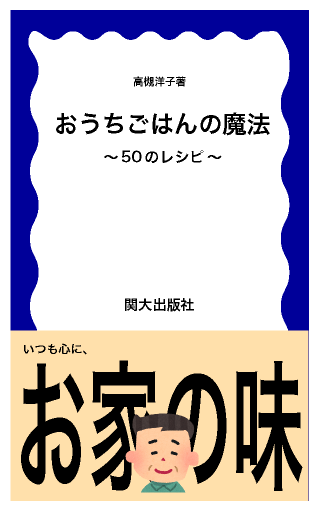 高槻洋子著
おうちごはんの魔法
～50のレシピ～
関大出版社
いつも心に、
お家の味